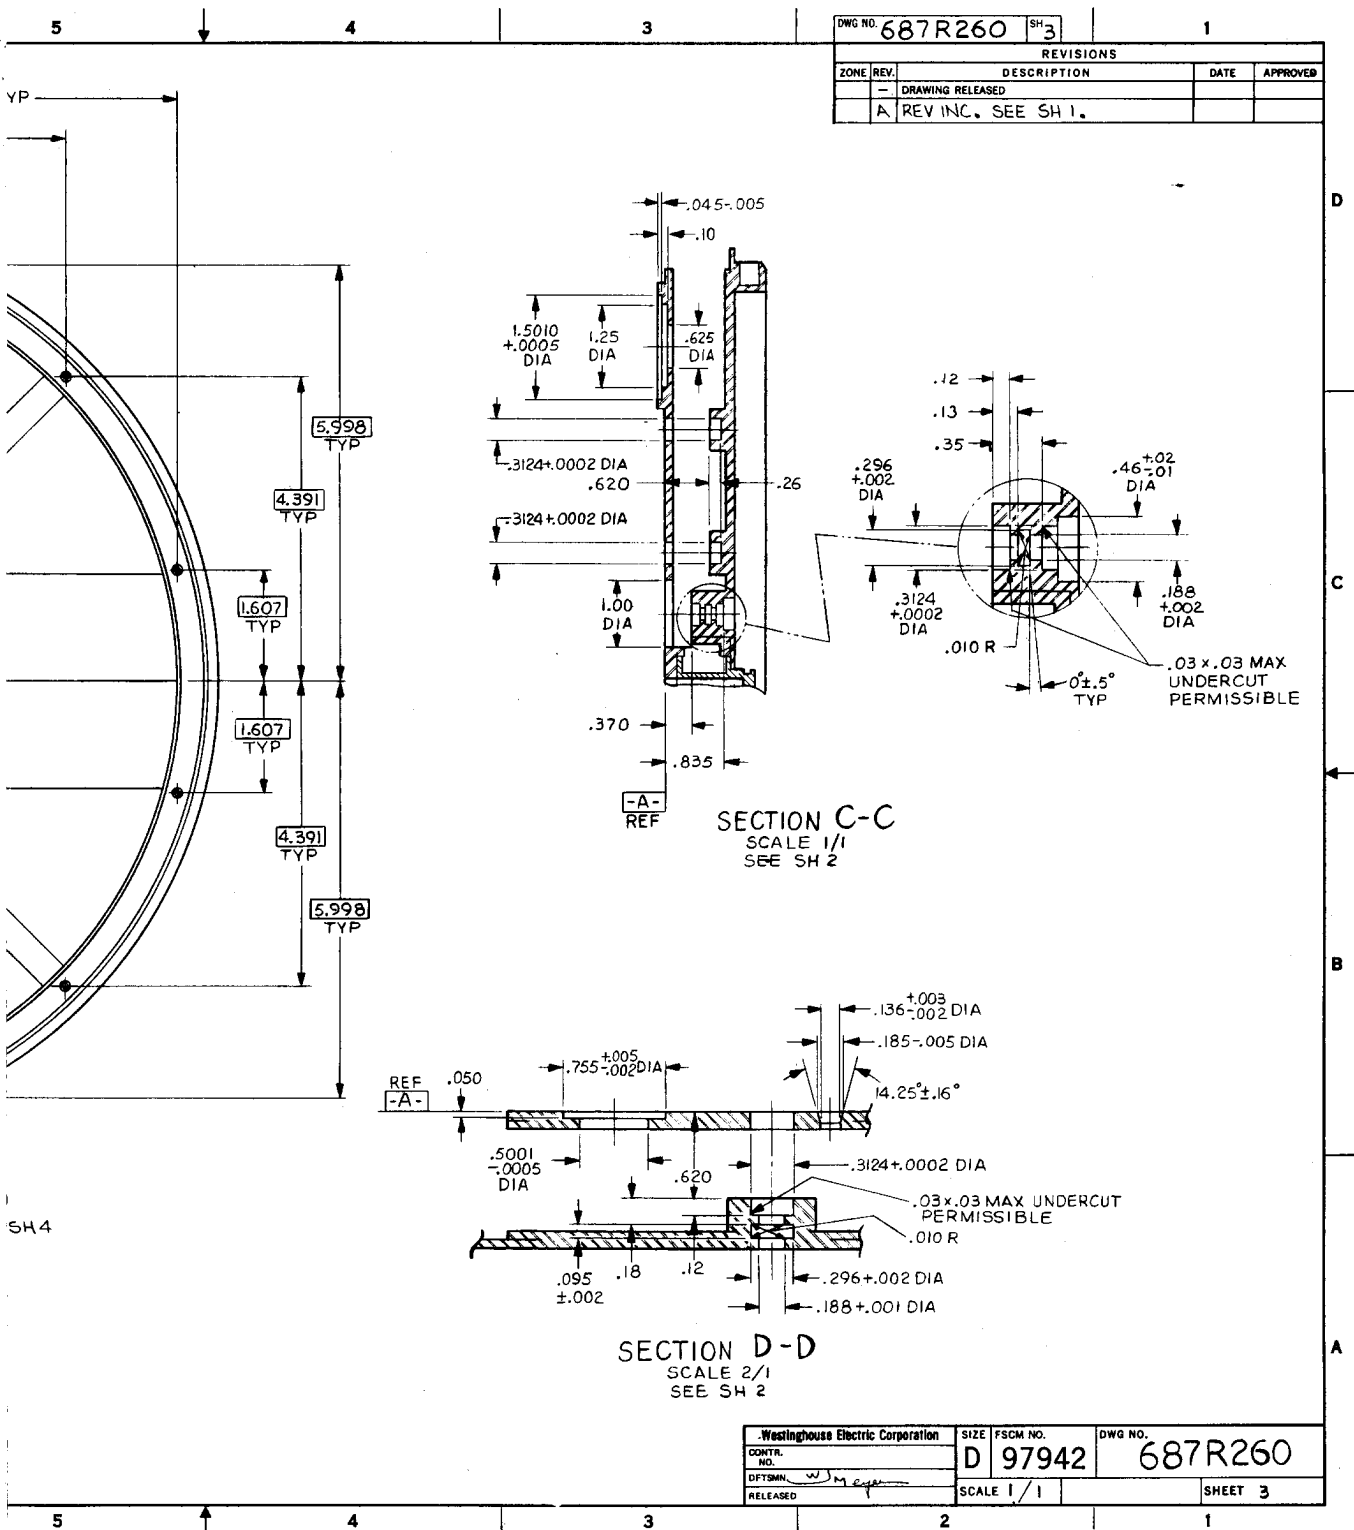 5
4
3
DWG NO. 687R260 SH 3
1
REVISIONS
ZONE REV. DESCRIPTION DATE APPROVED
— DRAWING RELEASED
A REV INC. SEE SH 1.
YP
D
.045-.005
.10
1.5010
+.0005
DIA
1.25
DIA
.625
DIA
.3124+.0002 DIA
.620
.26
.3124+.0002 DIA
1.00
DIA
.370
.835
-A-
REF
SECTION C-C
SCALE 1/1
SEE SH 2
.12
.13
.35
.296
+.002
DIA
.46+.02
-.01
DIA
.3124
+.0002
DIA
.188
+.002
DIA
.010 R
0°±.5°
TYP
.03 x .03 MAX
UNDERCUT
PERMISSIBLE
C
5.998
TYP
4.391
TYP
1.607
TYP
1.607
TYP
4.391
TYP
5.998
TYP
B
.136+.003
-.002 DIA
.185-.005 DIA
14.25°±.16°
.755+.005
-.002 DIA
REF
-A-
.050
.5001
-.0005
DIA
.620
.3124+.0002 DIA
.03 x .03 MAX UNDERCUT
PERMISSIBLE
.010 R
SH 4
.095
±.002
.18
.12
.296+.002 DIA
.188+.001 DIA
SECTION D-D
SCALE 2/1
SEE SH 2
A
Westinghouse Electric Corporation
CONTR.
NO.
DFTSMN. W J Meyer
RELEASED
SIZE D
FSCM NO. 97942
DWG NO. 687R260
SCALE 1/1
SHEET 3
5
4
3
2
1